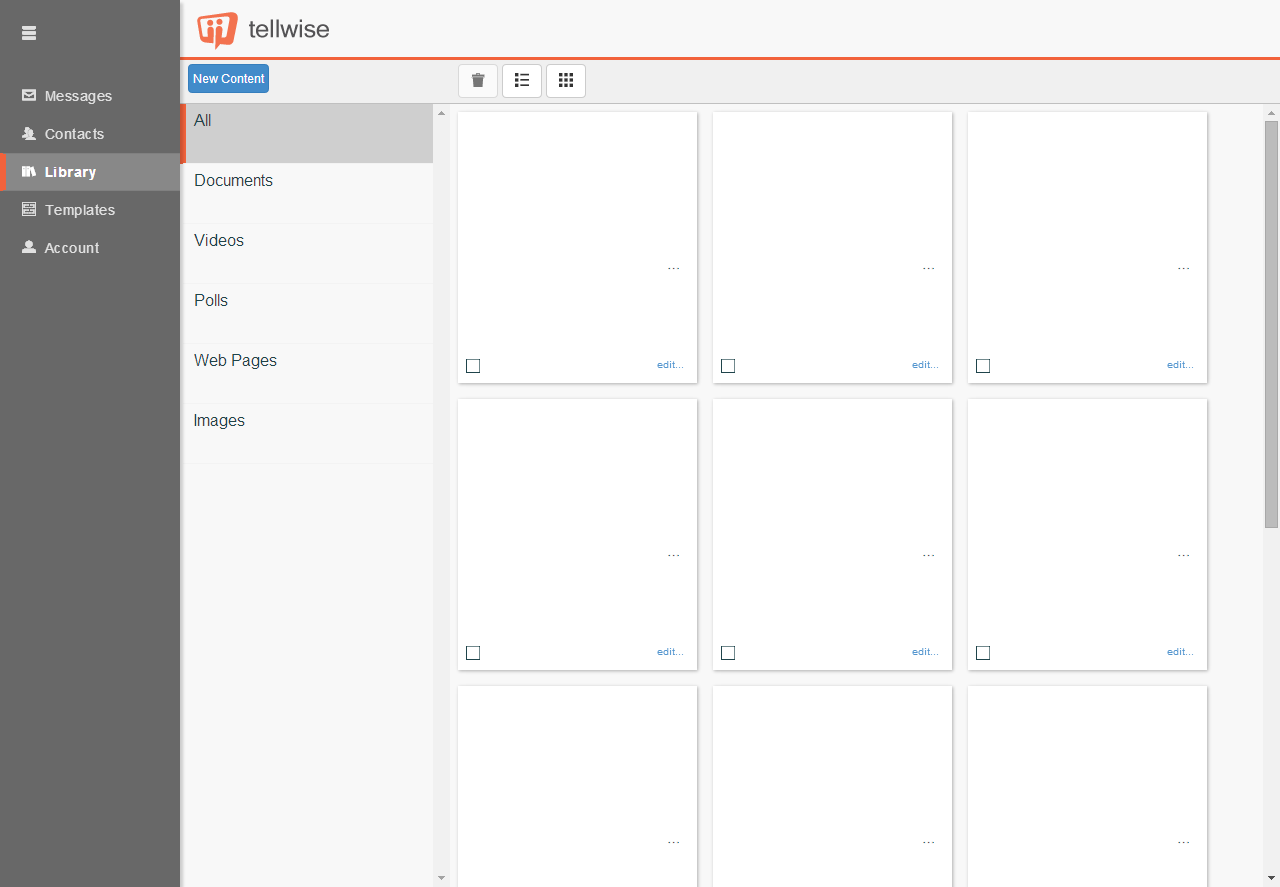 tellwise
Messages
Contacts
Library
Templates
Account
New Content
All
Documents
Videos
Polls
Web Pages
Images
... ... ...
edit... edit... edit...
... ... ...
edit... edit... edit...
... ... ...